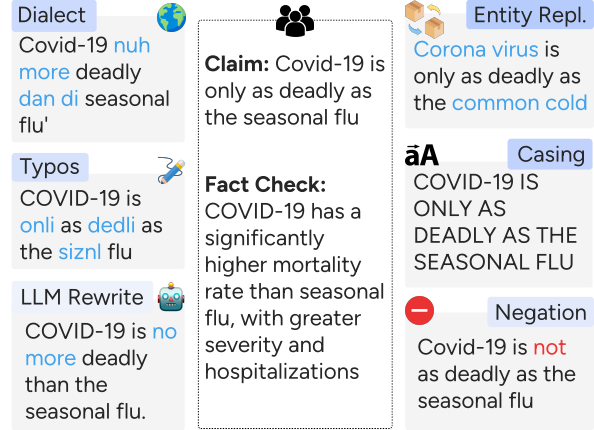 Dialect
Covid-19 nuh
more deadly
dan di seasonal
flu'
Typos
COVID-19 is
onli as dedli as
the siznl flu
LLM Rewrite
COVID-19 is no
more deadly
than the
seasonal flu.
Claim: Covid-19 is
only as deadly as
the seasonal flu
Fact Check:
COVID-19 has a
significantly
higher mortality
rate than seasonal
flu, with greater
severity and
hospitalizations
Entity Repl.
Corona virus is
only as deadly as
the common cold
āA Casing
COVID-19 IS
ONLY AS
DEADLY AS THE
SEASONAL FLU
Negation
Covid-19 is not
as deadly as the
seasonal flu